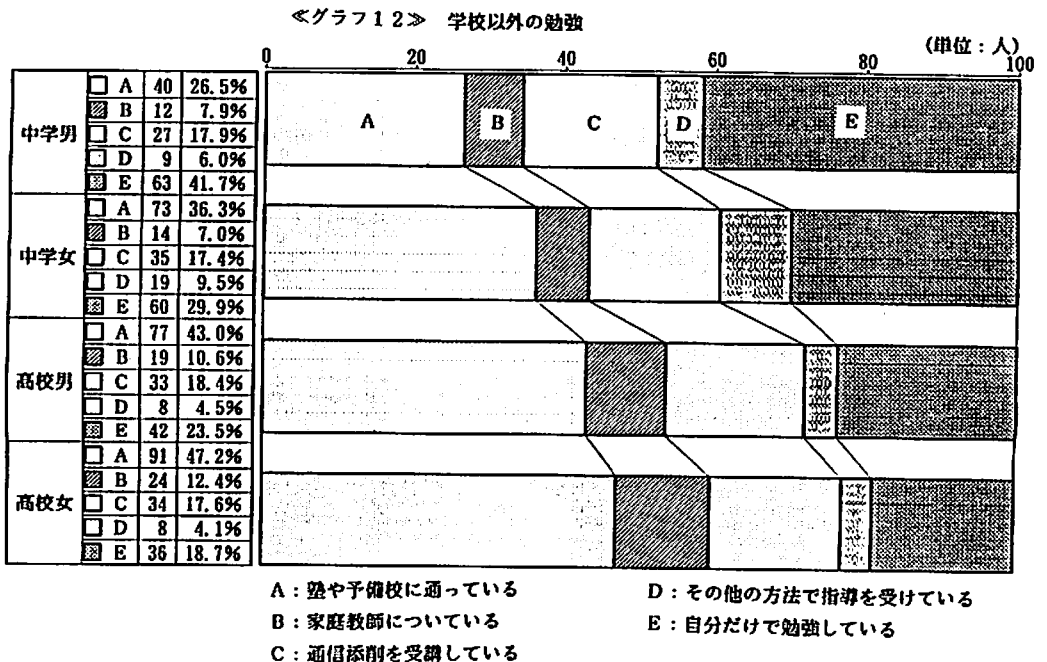 ≪グラフ12≫ 学校以外の勉強
(単位:人)
0 20 40 60 80 100
中学男
A 40 26.5%
B 12 7.9%
C 27 17.9%
D 9 6.0%
E 63 41.7%
中学女
A 73 36.3%
B 14 7.0%
C 35 17.4%
D 19 9.5%
E 60 29.9%
高校男
A 77 43.0%
B 19 10.6%
C 33 18.4%
D 8 4.5%
E 42 23.5%
高校女
A 91 47.2%
B 24 12.4%
C 34 17.6%
D 8 4.1%
E 36 18.7%
A B C D E
A:塾や予備校に通っている
B:家庭教師についている
C:通信添削を受講している
D:その他の方法で指導を受けている
E:自分だけで勉強している